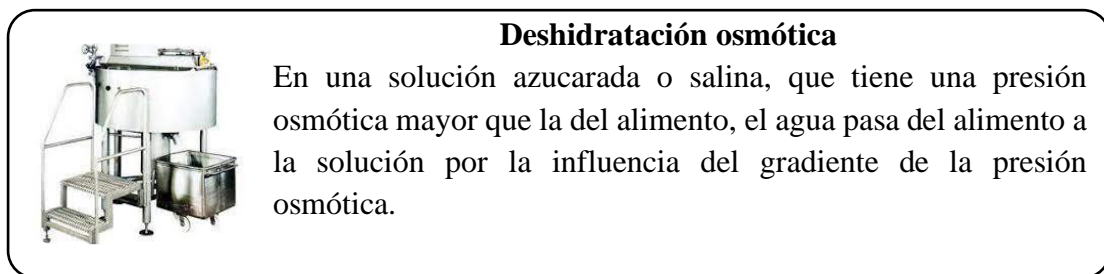 Deshidratación osmótica
En una solución azucarada o salina, que tiene una presión
osmótica mayor que la del alimento, el agua pasa del alimento a
la solución por la influencia del gradiente de la presión
osmótica.